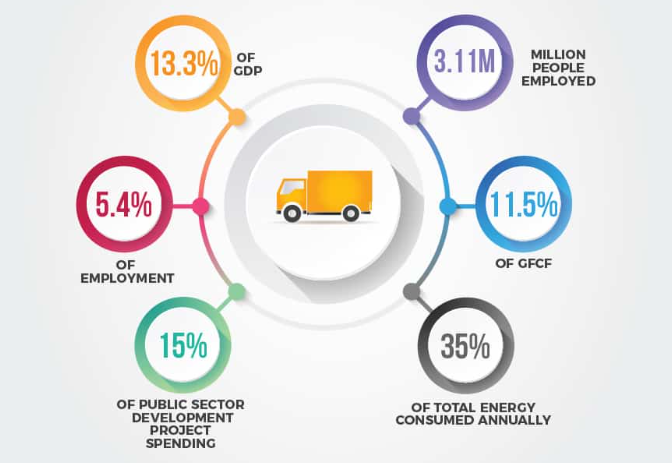 13.3%
OF
GDP
3.11M
MILLION
PEOPLE
EMPLOYED
5.4%
OF
EMPLOYMENT
11.5%
OF GFCF
15%
OF PUBLIC SECTOR
DEVELOPMENT
PROJECT
SPENDING
35%
OF TOTAL ENERGY
CONSUMED ANNUALLY